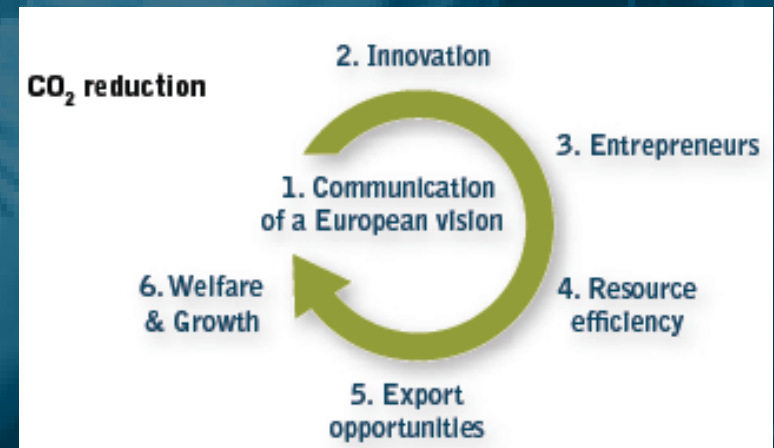 CO₂ reduction
2. Innovation
3. Entrepreneurs
1. Communication
of a European vision
4. Resource
efficiency
6. Welfare
& Growth
5. Export
opportunities